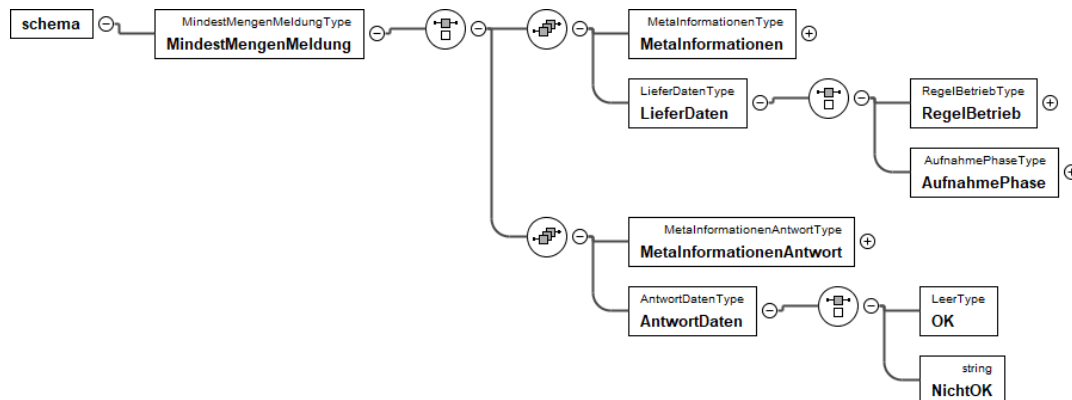 schema
MindestMengenMeldungType
MindestMengenMeldung
MetaInformationenType
MetaInformationen
LieferDatenType
LieferDaten
RegelBetriebType
RegelBetrieb
AufnahmePhaseType
AufnahmePhase
MetaInformationenAntwortType
MetaInformationenAntwort
AntwortDatenType
AntwortDaten
LeerType
OK
string
NichtOK